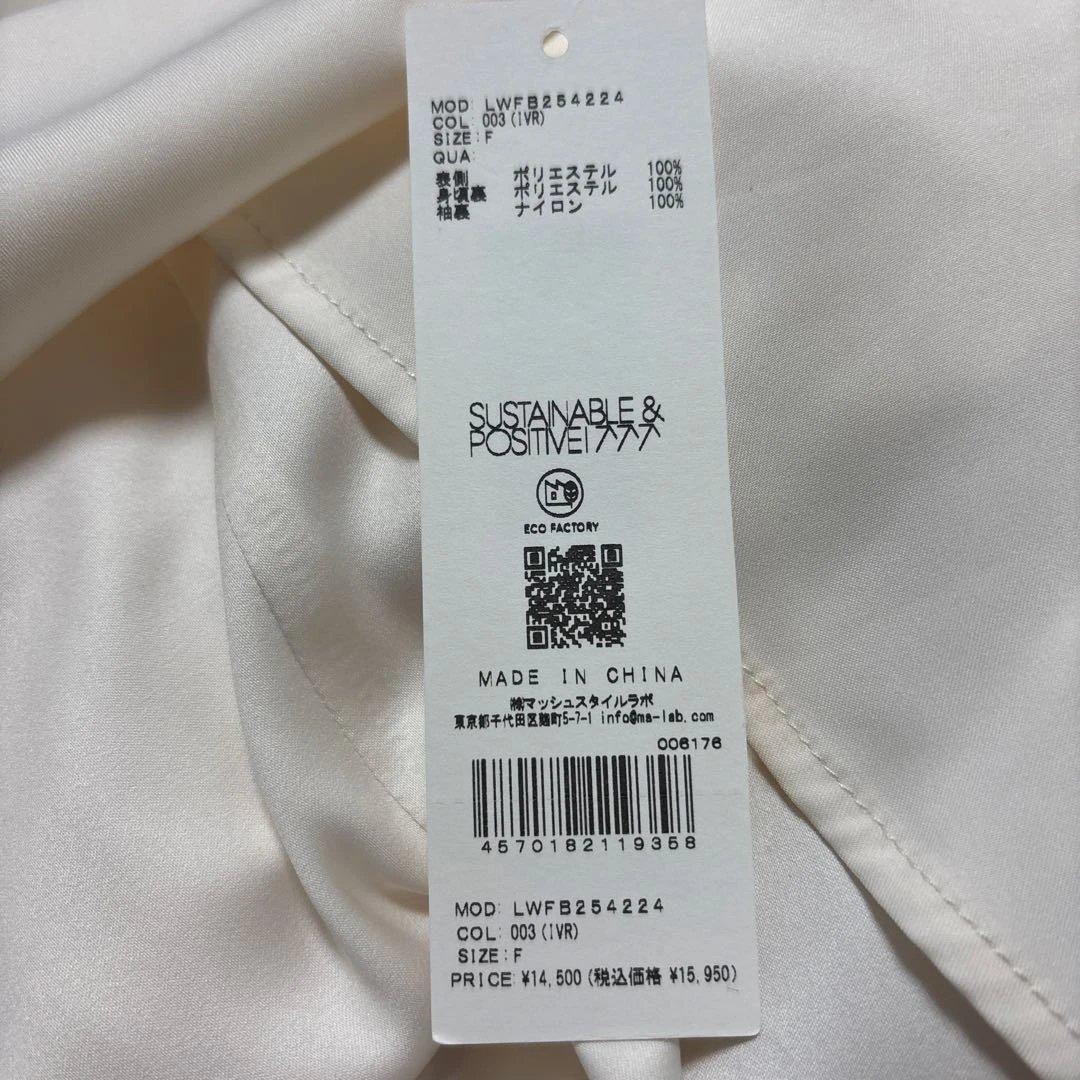 MOD: LWFB254224
COL: 003(IVR)
SIZE: F
QUA:
表側 ポリエステル 100%
身頃裏 ポリエステル 100%
袖裏 ナイロン 100%
SUSTAINABLE &
POSITIVE!
ECO FACTORY
MADE IN CHINA
㈱マッシュスタイルラボ
東京都千代田区麹町5-7-1 info@ms-lab.com
006176
4570182119358
MOD: LWFB254224
COL: 003(IVR)
SIZE: F
PRICE: ¥14,500 (税込価格 ¥15,950)